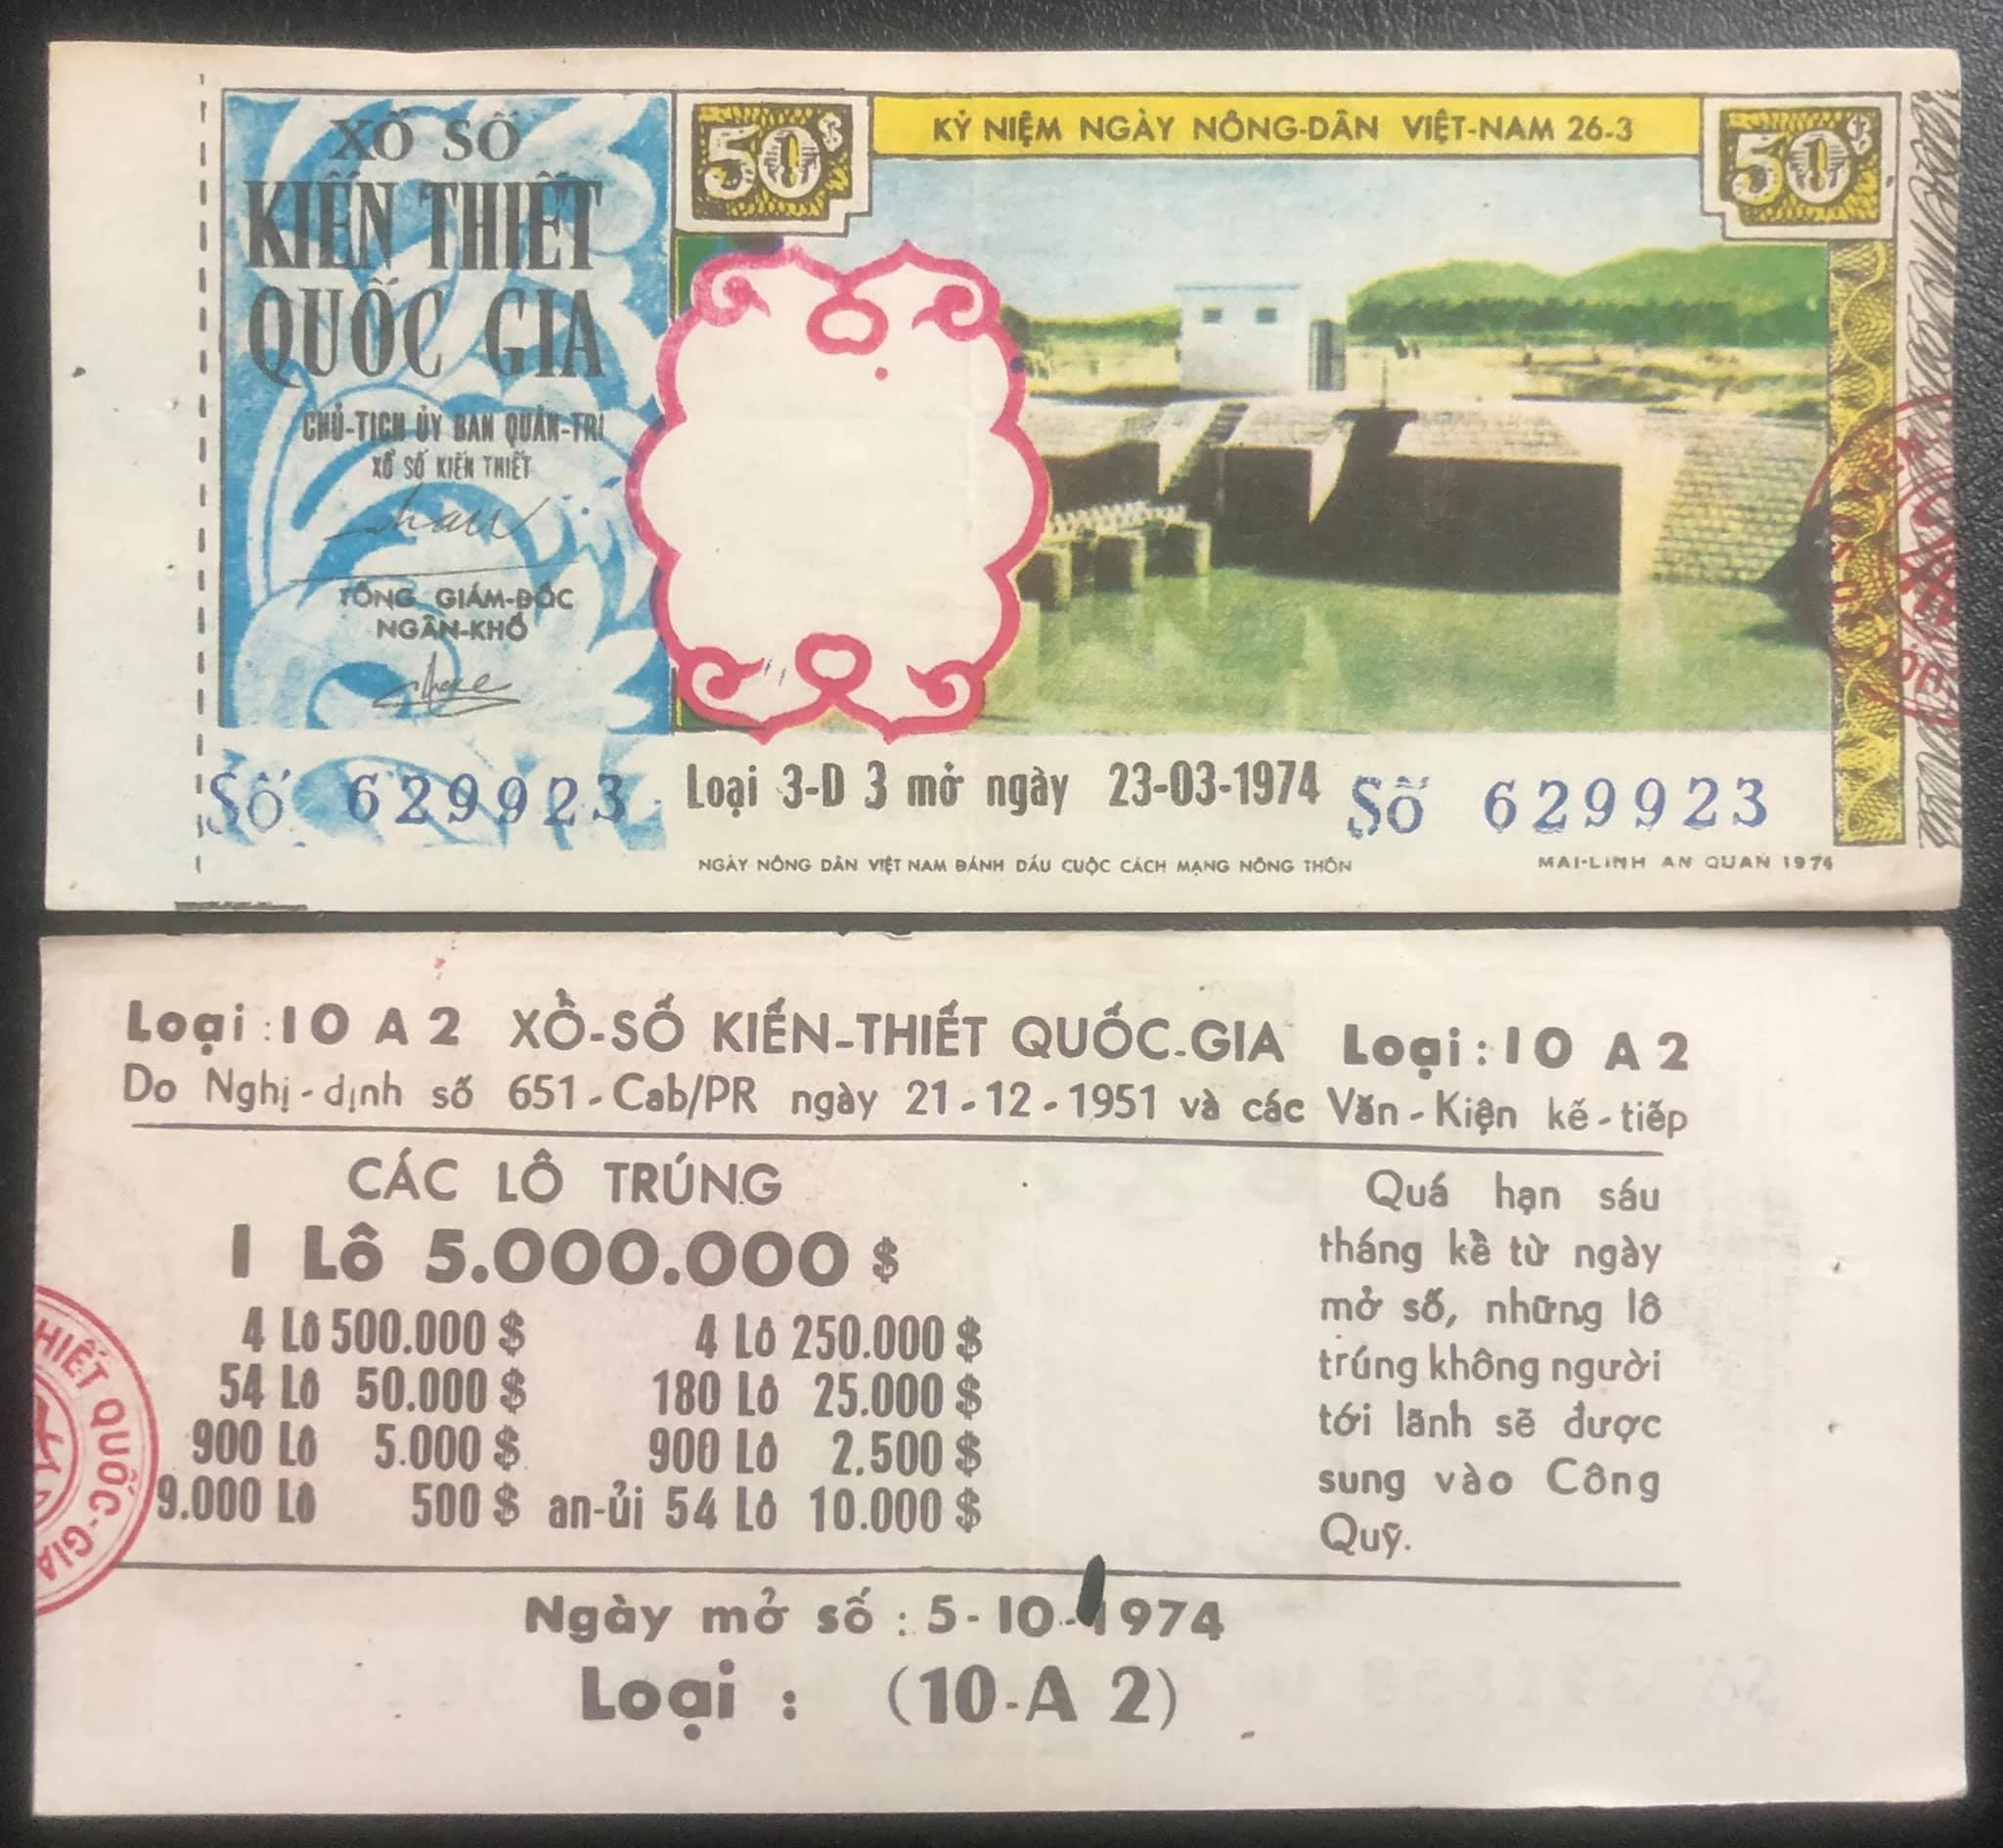 XỔ SỐ
KIẾN THIẾT
QUỐC GIA
CHỦ-TỊCH ỦY BAN QUẢN-TRỊ
XỔ SỐ KIẾN THIẾT
TỔNG GIÁM-ĐỐC
NGÂN-KHỐ
Số 629923
50$
KỶ NIỆM NGÀY NÔNG-DÂN VIỆT-NAM 26-3
50$
Loại 3-D 3 mở ngày 23-03-1974
Số 629923
NGÀY NÔNG DÂN VIỆT NAM ĐÁNH DẤU CUỘC CÁCH MẠNG NÔNG THÔN
MAI-LINH AN QUAN 1974
Loại : 10 A 2 XỔ-SỐ KIẾN-THIẾT QUỐC-GIA Loại : 10 A 2
Do Nghị-định số 651-Cab/PR ngày 21-12-1951 và các Văn-Kiện kế-tiếp
CÁC LÔ TRÚNG
1 Lô 5.000.000 $
4 Lô 500.000 $ 4 Lô 250.000 $
54 Lô 50.000 $ 180 Lô 25.000 $
900 Lô 5.000 $ 900 Lô 2.500 $
9.000 Lô 500 $ an-ủi 54 Lô 10.000 $
Quá hạn sáu
tháng kể từ ngày
mở số, những lô
trúng không người
tới lãnh sẽ được
sung vào Công
Quỹ.
HIẾT QUỐC-GIA
Ngày mở số : 5-10-1974
Loại : (10-A 2)